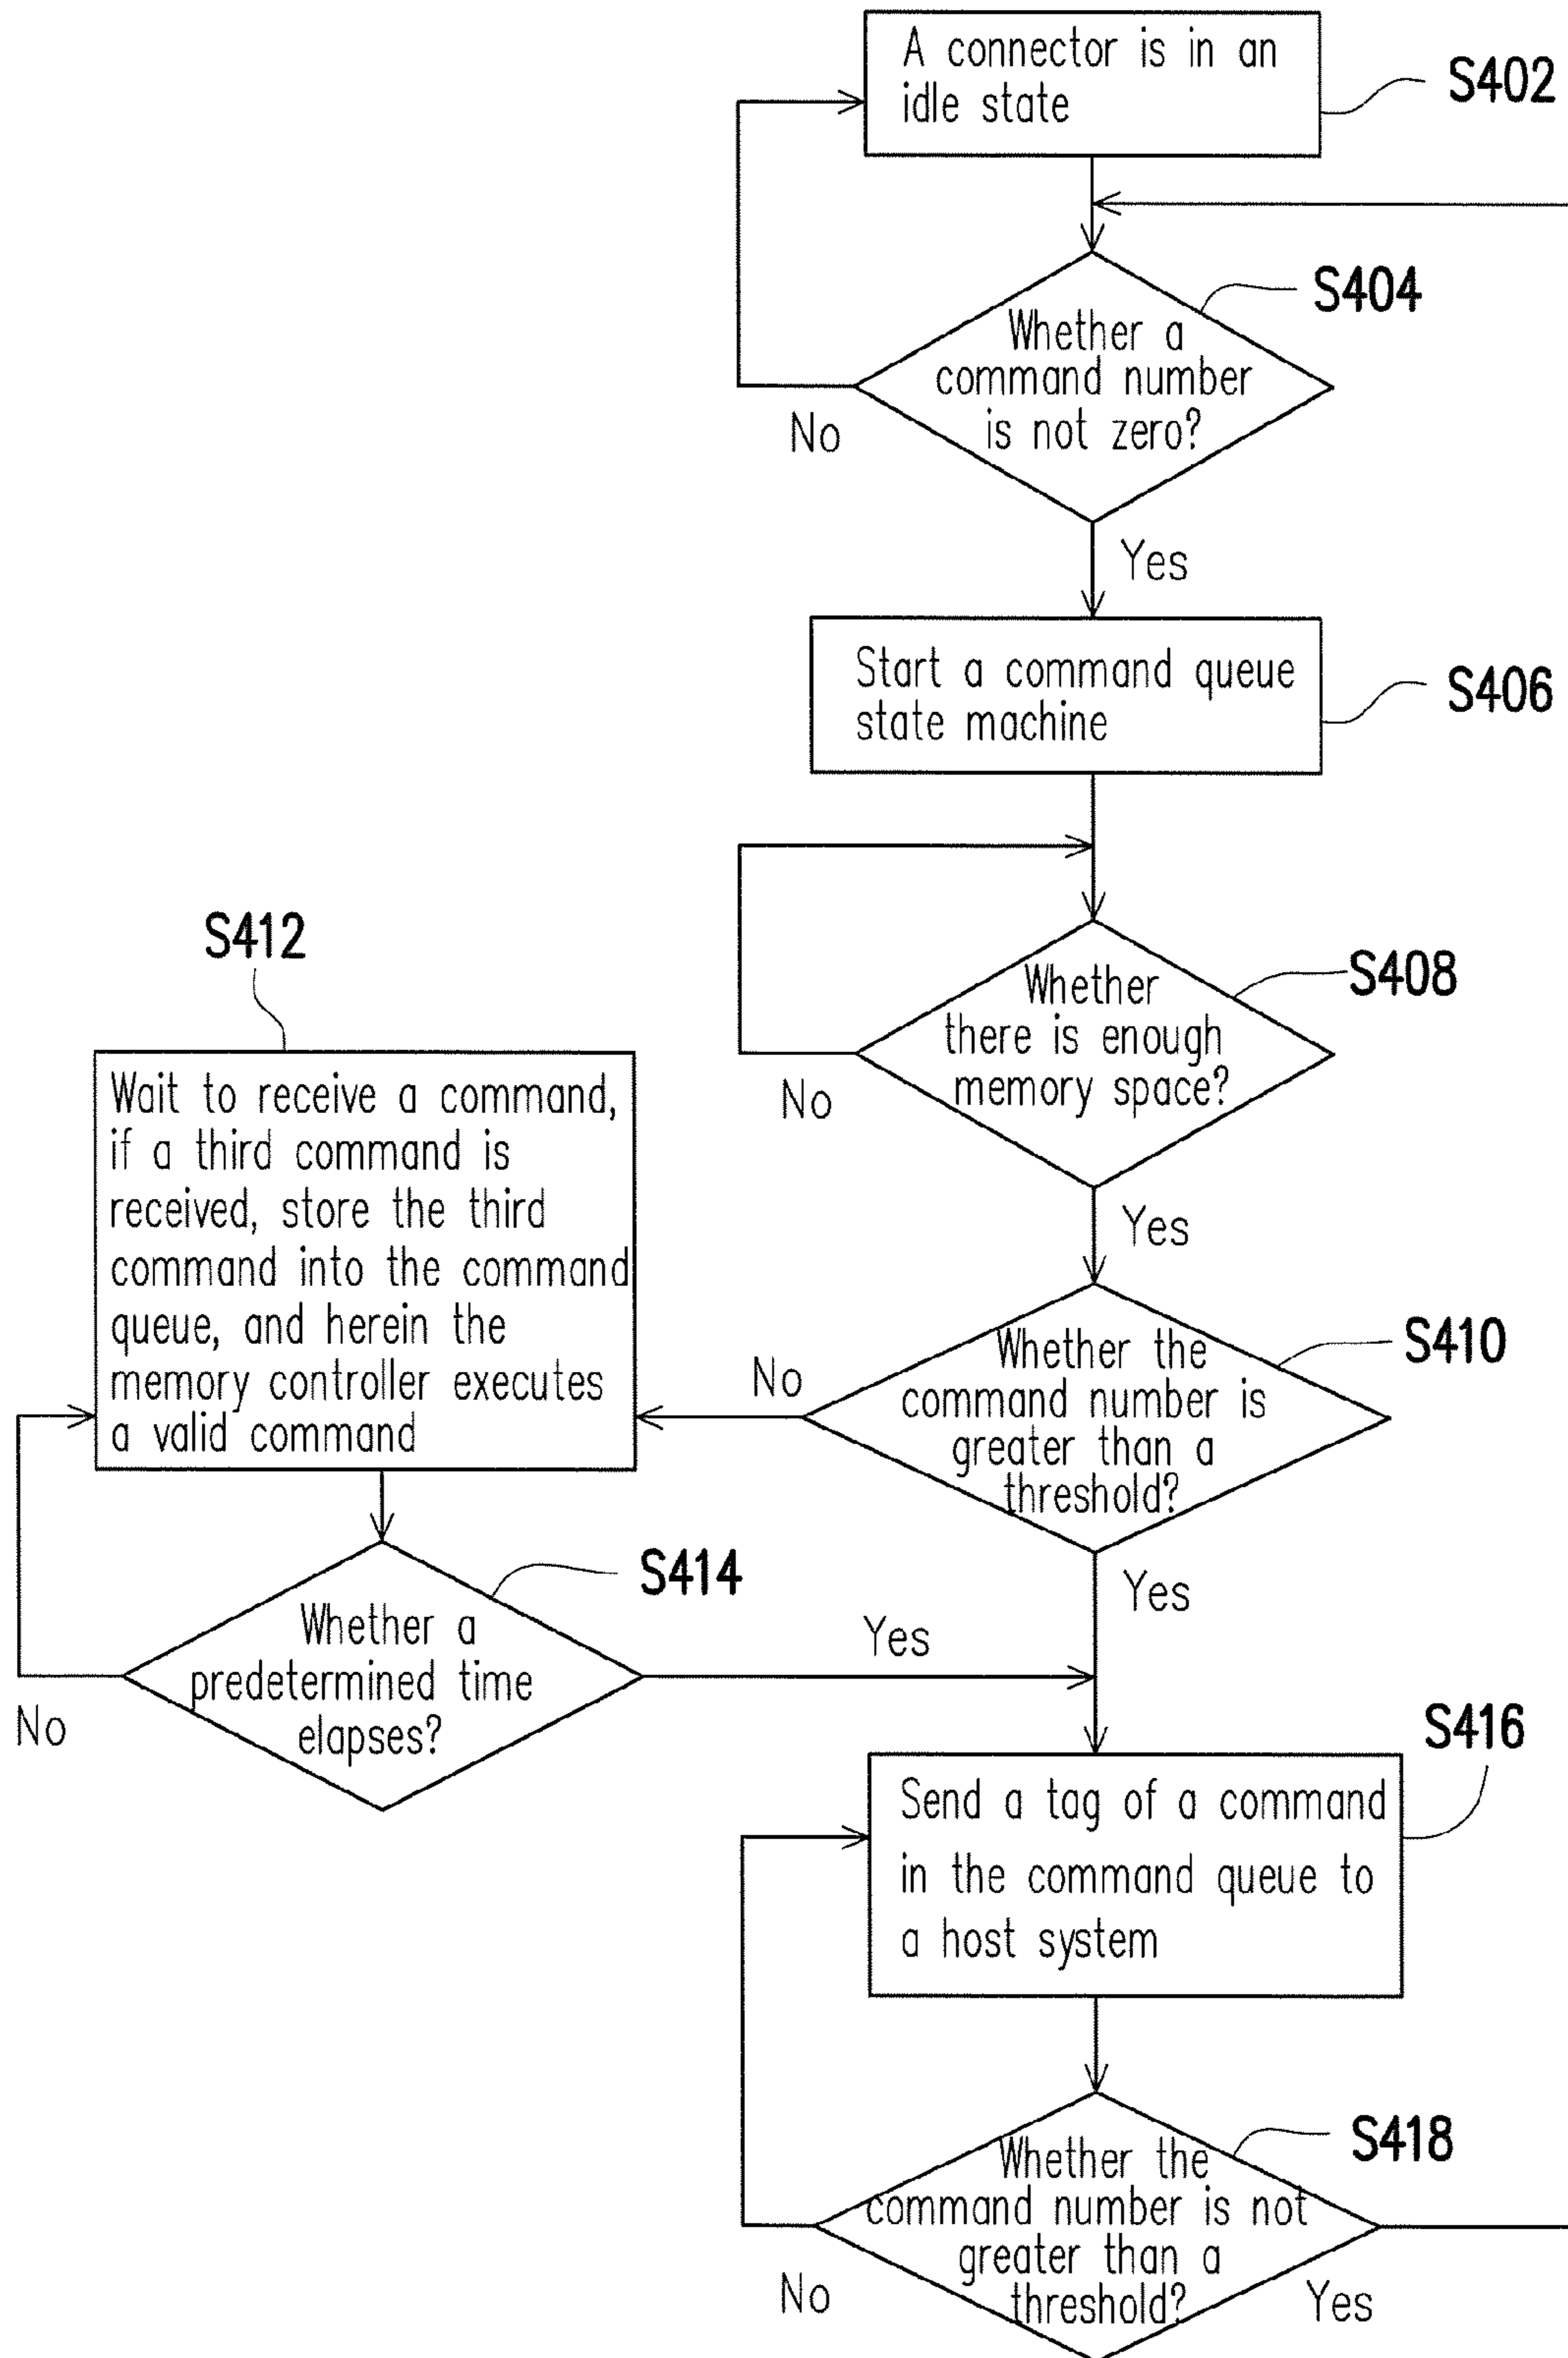 A connector is in an
idle state
S402
S404
Whether a
command number
is not zero?
No
Yes
Start a command queue
state machine
S406
S412
S408
Whether
there is enough
memory space?
No
Yes
Wait to receive a command,
if a third command is
received, store the third
command into the command
queue, and herein the
memory controller executes
a valid command
S410
Whether the
command number is
greater than a
threshold?
No
Yes
S414
Whether a
predetermined time
elapses?
Yes
No
S416
Send a tag of a command
in the command queue to
a host system
S418
Whether the
command number is not
greater than a
threshold?
No
Yes